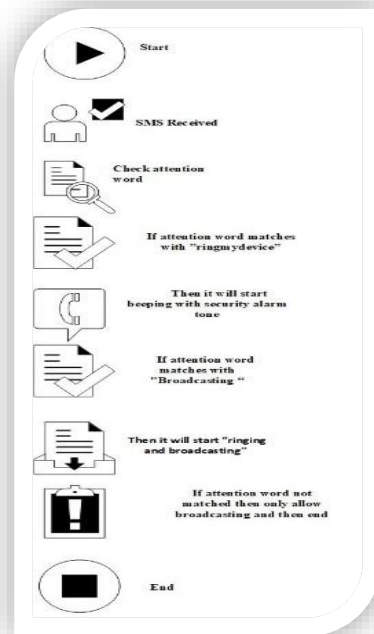 Start
SMS Received
Check attention
word
If attention word matches
with "ringmydevice"
Then it will start
beeping with security alarm
tone
If attention word
matches with
"Broadcasting "
Then it will start "ringing
and broadcasting"
If attention word not
matched then only allow
broadcasting and then end
End